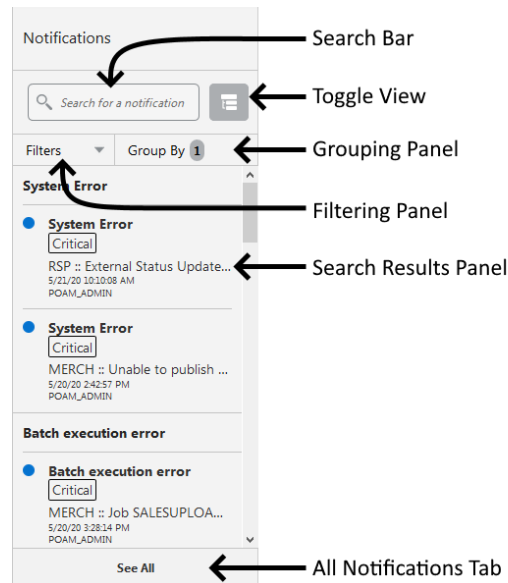 Notifications
Search Bar
Search for a notification
Toggle View
Filters
Group By 1
Grouping Panel
System Error
Filtering Panel
System Error
Critical
RSP :: External Status Update...
Search Results Panel
5/21/20 10:10:08 AM
POAM_ADMIN
System Error
Critical
MERCH :: Unable to publish ...
5/20/20 2:42:57 PM
POAM_ADMIN
Batch execution error
Batch execution error
Critical
MERCH :: Job SALESUPLOA...
5/20/20 3:28:14 PM
POAM_ADMIN
See All
All Notifications Tab